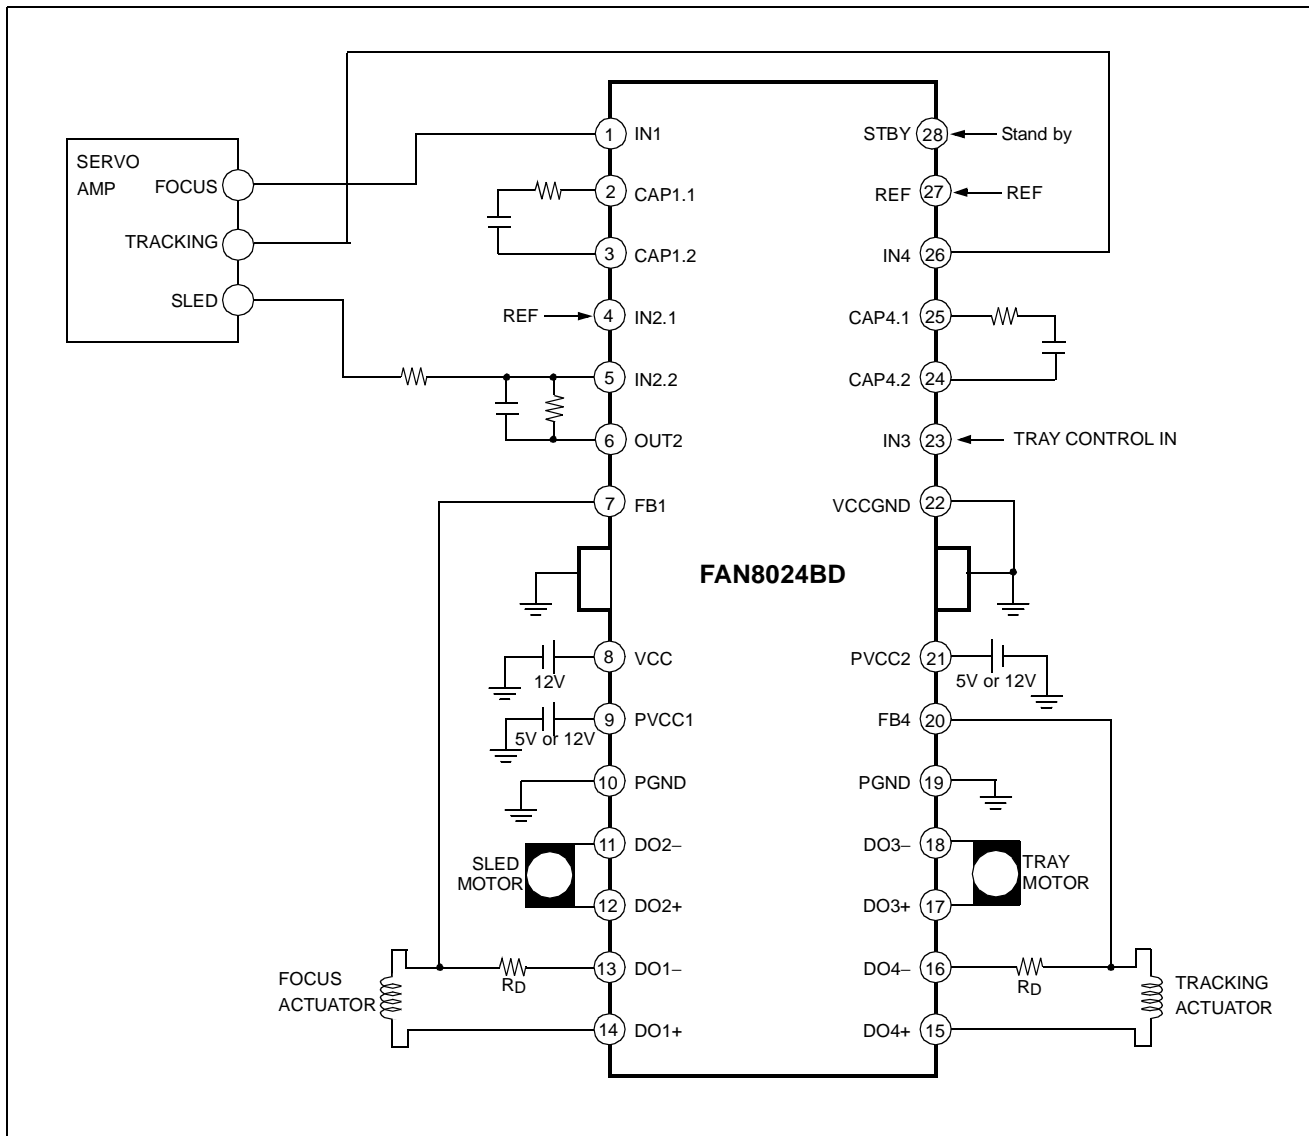 SERVO
AMP
FOCUS
TRACKING
SLED
1 IN1
2 CAP1.1
3 CAP1.2
REF 4 IN2.1
5 IN2.2
6 OUT2
7 FB1
8 VCC
12V
9 PVCC1
5V or 12V
10 PGND
11 DO2–
SLED
MOTOR
12 DO2+
13 DO1–
RD
FOCUS
ACTUATOR
14 DO1+
FAN8024BD
STBY 28 Stand by
REF 27 REF
IN4 26
CAP4.1 25
CAP4.2 24
IN3 23 TRAY CONTROL IN
VCCGND 22
PVCC2 21
5V or 12V
FB4 20
PGND 19
DO3– 18
TRAY
MOTOR
DO3+ 17
DO4– 16
RD
TRACKING
ACTUATOR
DO4+ 15